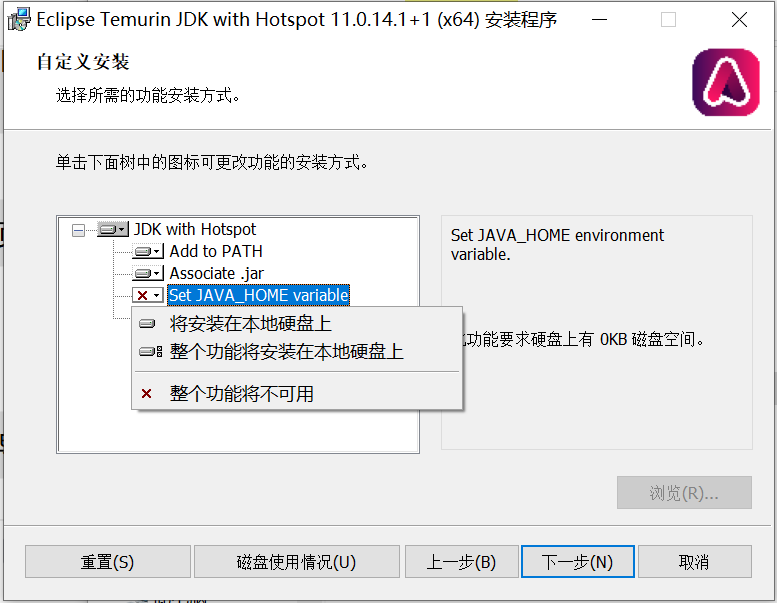 Eclipse Temurin JDK with Hotspot 11.0.14.1+1 (x64) 安装程序
自定义安装
选择所需的功能安装方式。
单击下面树中的图标可更改功能的安装方式。
JDK with Hotspot
Add to PATH
Associate .jar
Set JAVA_HOME variable
将安装在本地硬盘上
整个功能将安装在本地硬盘上
整个功能将不可用
Set JAVA_HOME environment
variable.
功能要求硬盘上有 0KB 磁盘空间。
浏览(R)...
重置(S)
磁盘使用情况(U)
上一步(B)
下一步(N)
取消